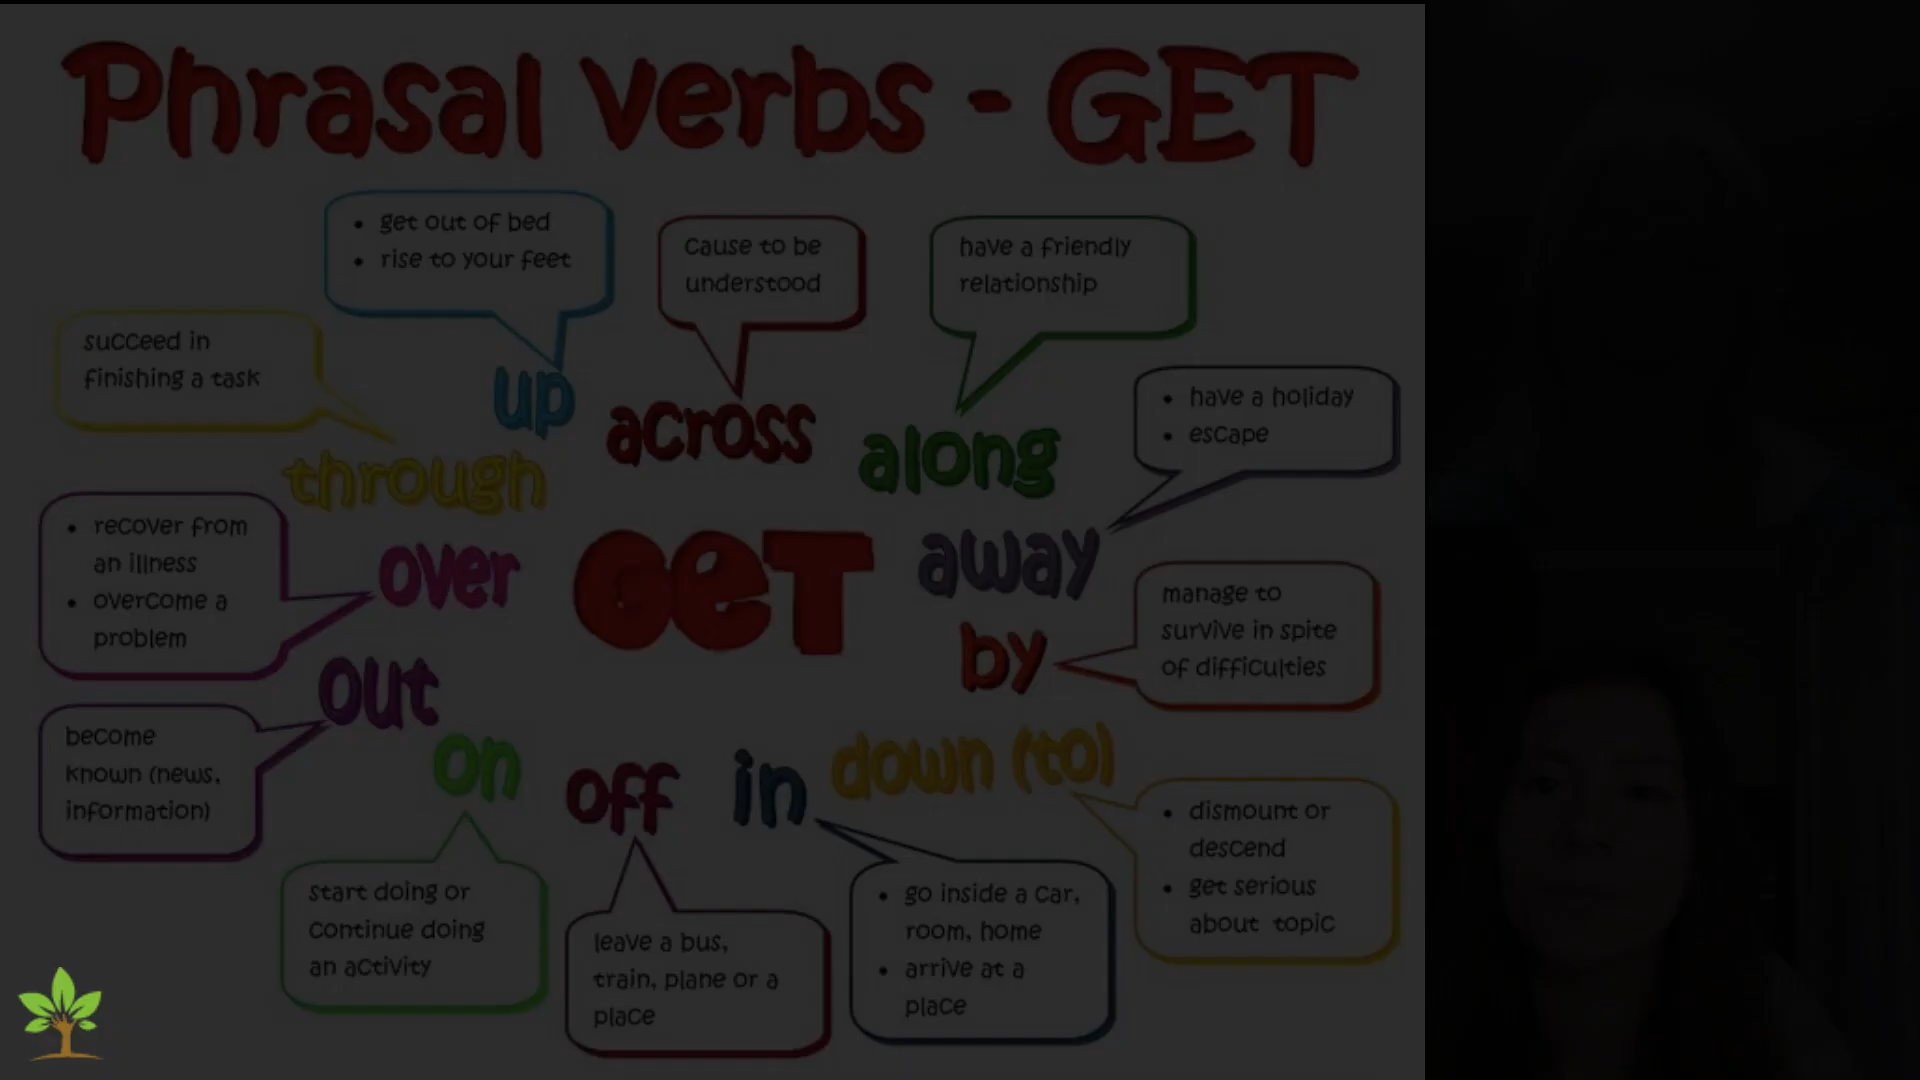 Phrasal verbs - GET
• get out of bed
• rise to your feet
cause to be
understood
have a friendly
relationship
succeed in
finishing a task
• have a holiday
• escape
up
across
along
through
• recover from
an illness
• overcome a
problem
over
GET
away
by
manage to
survive in spite
of difficulties
out
become
known (news,
information)
on
off
in
down (to)
• dismount or
descend
• get serious
about topic
start doing or
continue doing
an activity
leave a bus,
train, plane or a
place
• go inside a car,
room, home
• arrive at a
place